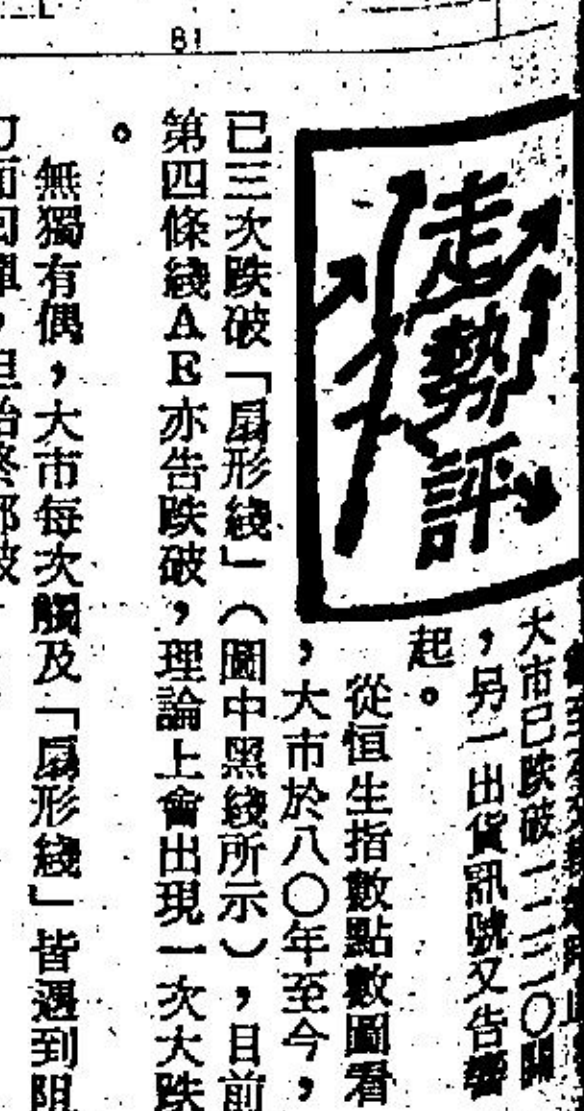 81
走勢評
大市已跌破一二二〇關
，另一出貨訊號又告響
起。
從恒生指數點數圖看
，大市於八〇年至今，
已三次跌破「扇形綫」（圖中黑綫所示），目前
第四條綫AE亦告跌破，理論上會出現一次大跌
。
無獨有偶，大市每次觸及「扇形綫」皆遇到阻